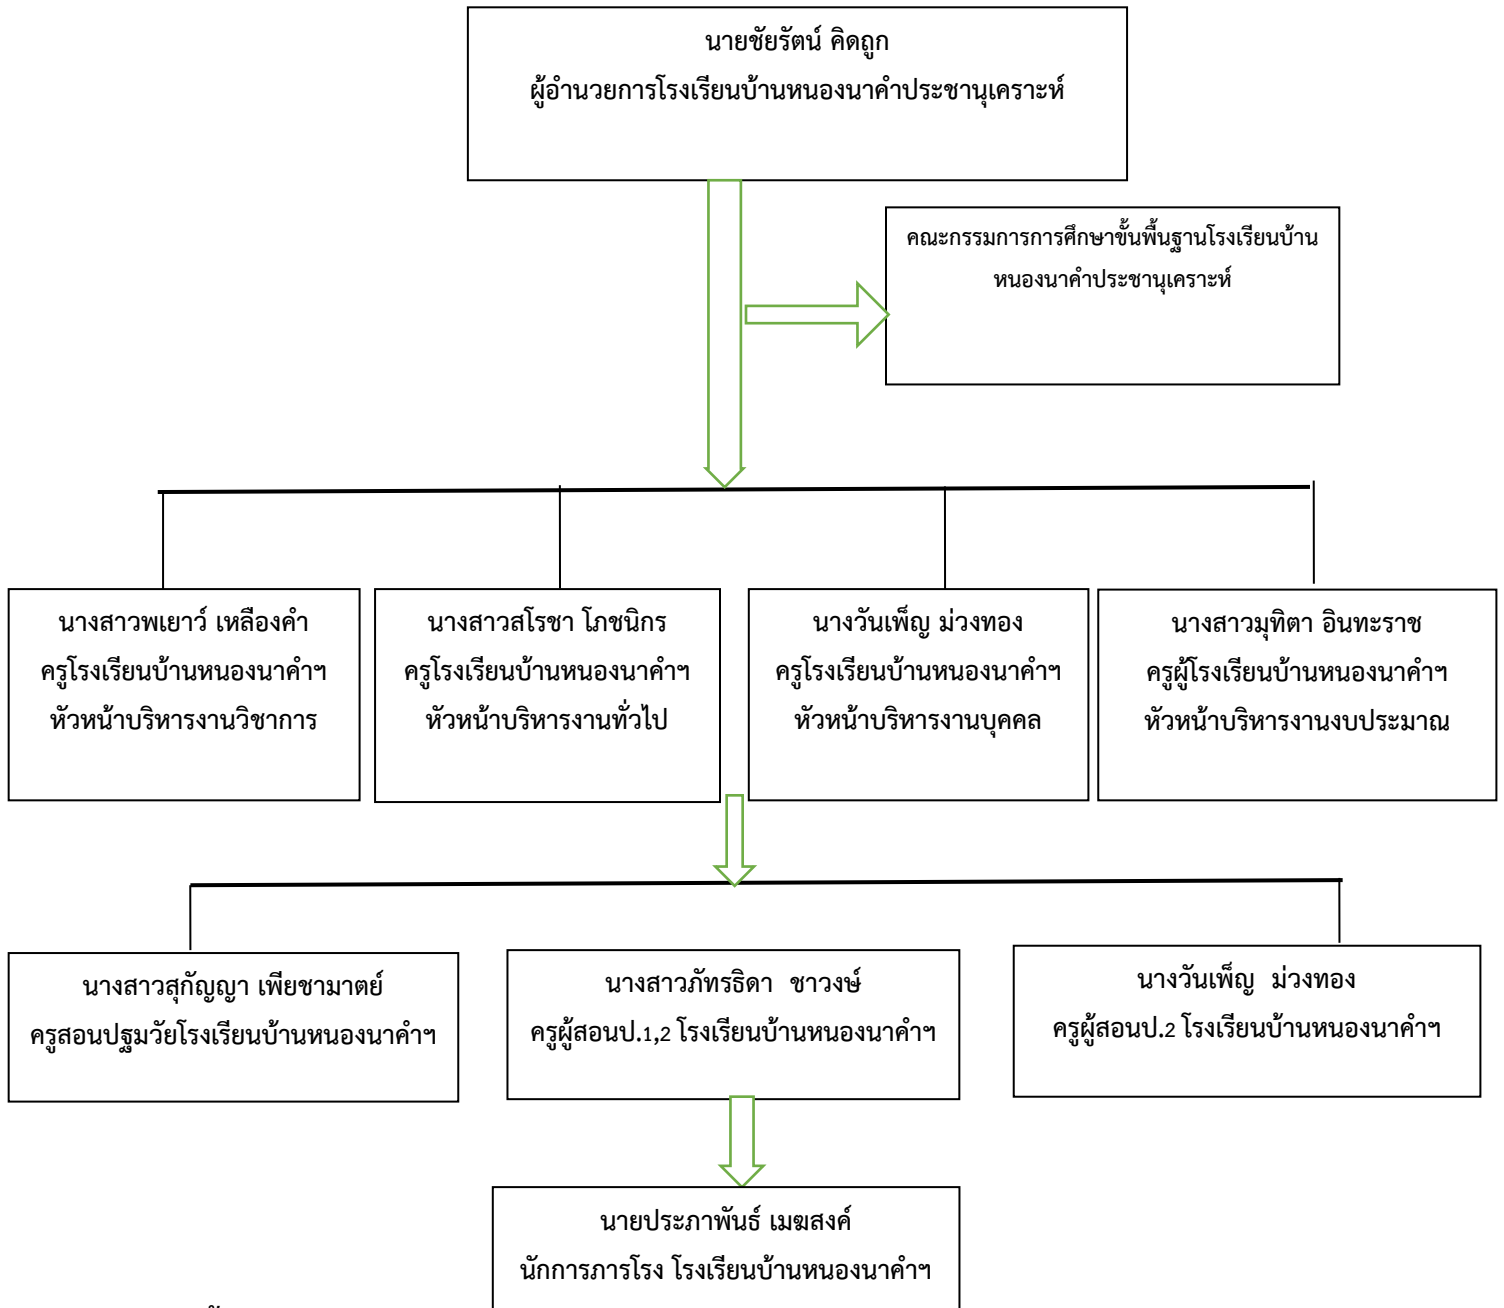 นายชัยรัตน์ คิดถูก
ผู้อำนวยการโรงเรียนบ้านหนองนาคำประชานุเคราะห์
คณะกรรมการการศึกษาขั้นพื้นฐานโรงเรียนบ้าน
หนองนาคำประชานุเคราะห์
นางสาวพเยาว์ เหลืองคำ
ครูโรงเรียนบ้านหนองนาคำฯ
หัวหน้าบริหารงานวิชาการ
นางสาวสโรชา โภชนิกร
ครูโรงเรียนบ้านหนองนาคำฯ
หัวหน้าบริหารงานทั่วไป
นางวันเพ็ญ ม่วงทอง
ครูโรงเรียนบ้านหนองนาคำฯ
หัวหน้าบริหารงานบุคคล
นางสาวมุทิตา อินทะราช
ครูผู้โรงเรียนบ้านหนองนาคำฯ
หัวหน้าบริหารงานงบประมาณ
นางสาวสุกัญญา เพียชามาตย์
ครูสอนปฐมวัยโรงเรียนบ้านหนองนาคำฯ
นางสาวภัทรธิดา ชาวงษ์
ครูผู้สอนป.1,2 โรงเรียนบ้านหนองนาคำฯ
นางวันเพ็ญ ม่วงทอง
ครูผู้สอนป.2 โรงเรียนบ้านหนองนาคำฯ
นายประภาพันธ์ เมฆสงค์
นักการภารโรง โรงเรียนบ้านหนองนาคำฯ